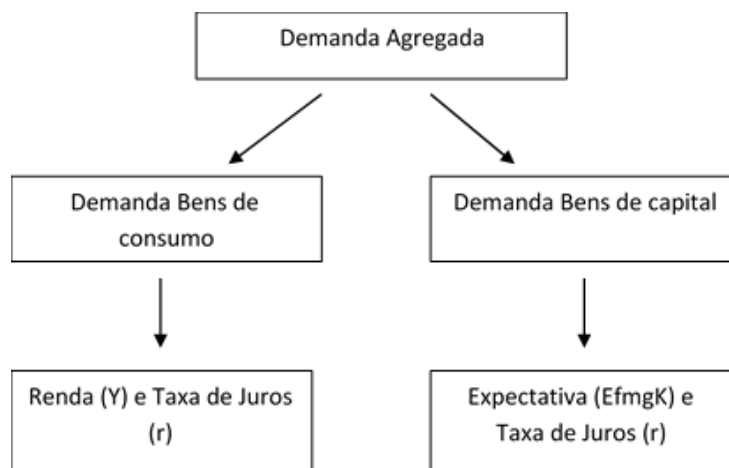 Demanda Agregada
Demanda Bens de
consumo
Demanda Bens de capital
Renda (Y) e Taxa de Juros
(r)
Expectativa (EfmgK) e
Taxa de Juros (r)